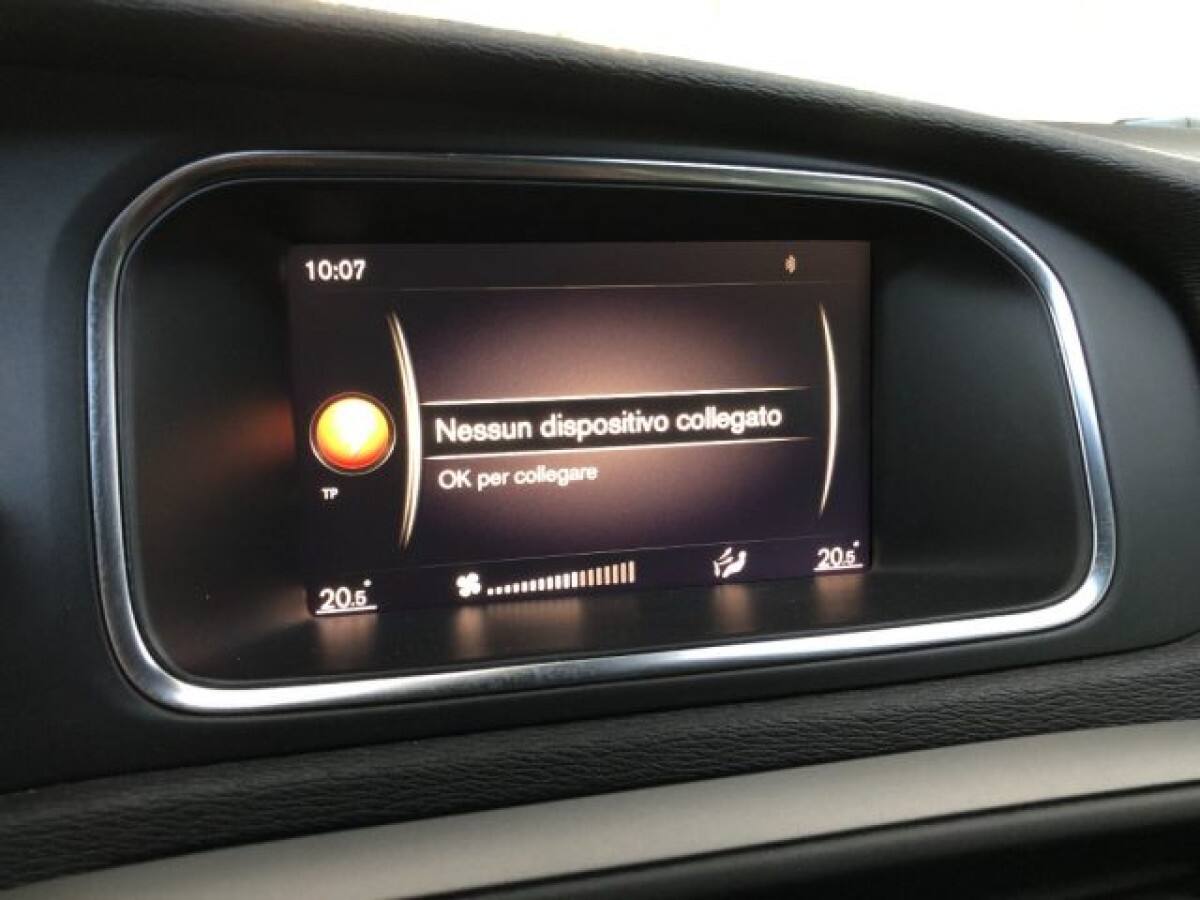 10:07
Nessun dispositivo collegato
OK per collegare
TP
20.5°
20.5°